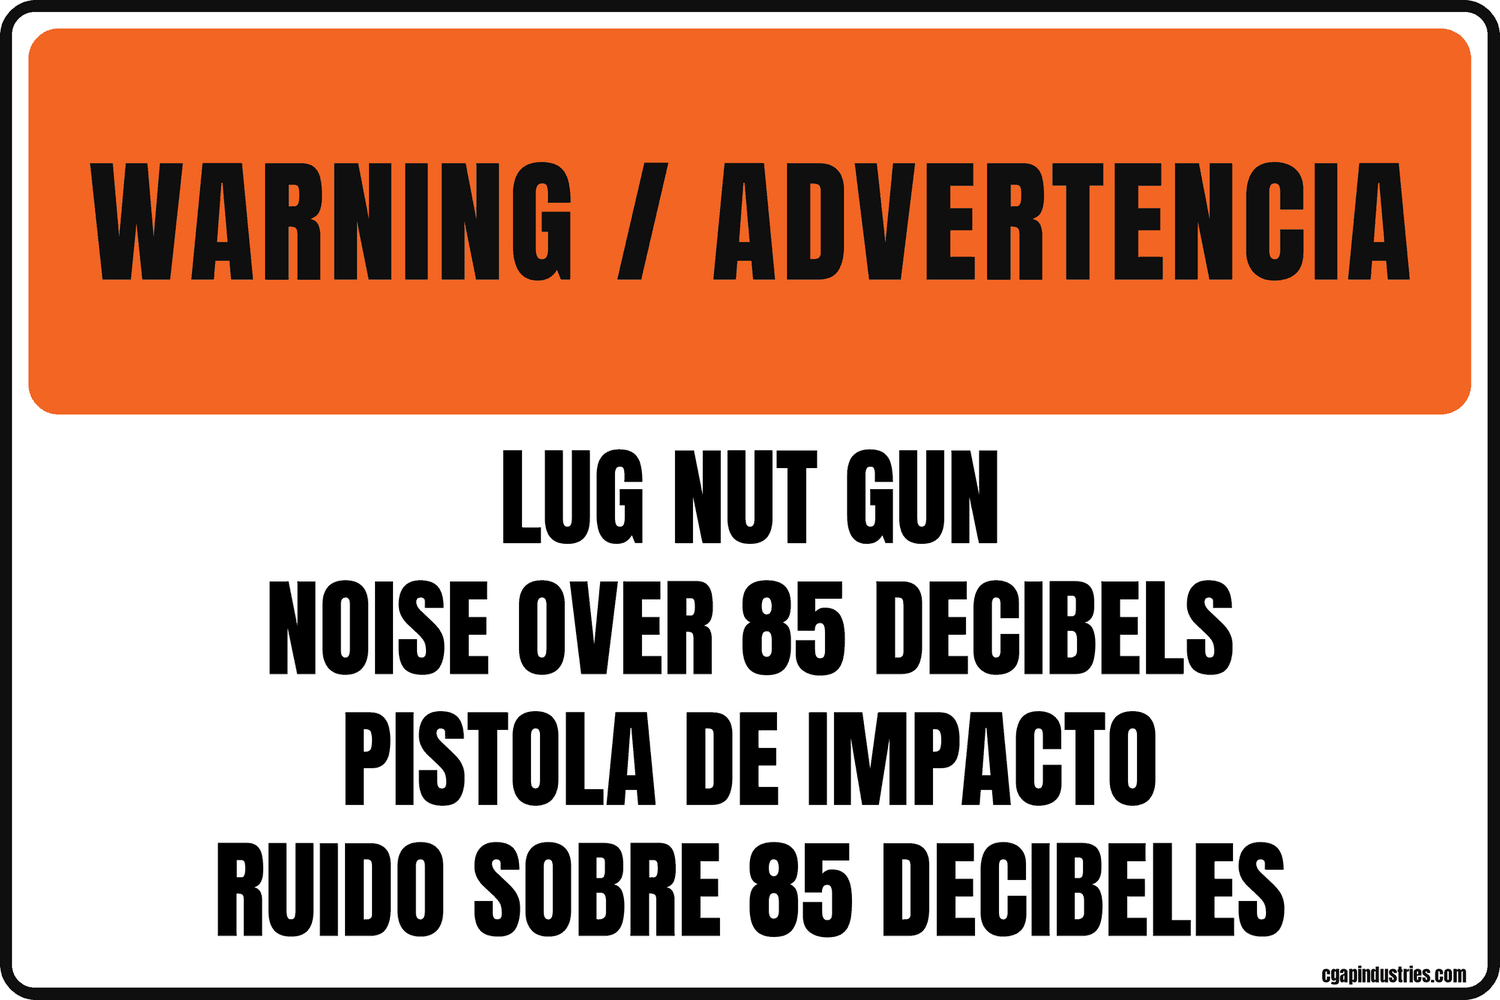 WARNING / ADVERTENCIA
LUG NUT GUN
NOISE OVER 85 DECIBELS
PISTOLA DE IMPACTO
RUIDO SOBRE 85 DECIBELES
cgapindustries.com